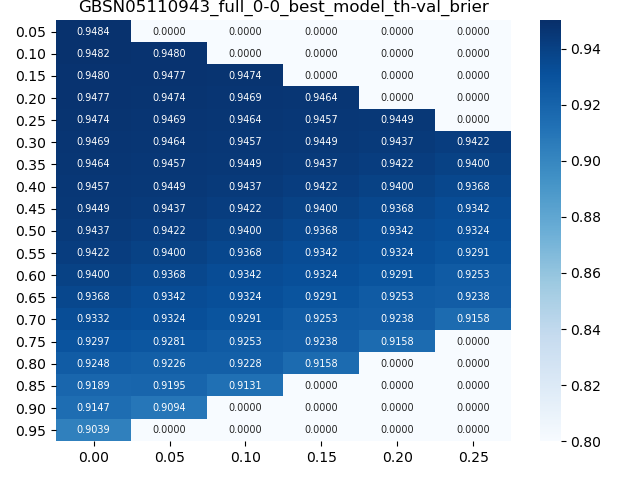 GBSN05110943_full_0-0_best_model_th-val_brier
0.05 0.9484 0.0000 0.0000 0.0000 0.0000 0.0000
0.10 0.9482 0.9480 0.0000 0.0000 0.0000 0.0000
0.15 0.9480 0.9477 0.9474 0.0000 0.0000 0.0000
0.20 0.9477 0.9474 0.9469 0.9464 0.0000 0.0000
0.25 0.9474 0.9469 0.9464 0.9457 0.9449 0.0000
0.30 0.9469 0.9464 0.9457 0.9449 0.9437 0.9422
0.35 0.9464 0.9457 0.9449 0.9437 0.9422 0.9400
0.40 0.9457 0.9449 0.9437 0.9422 0.9400 0.9368
0.45 0.9449 0.9437 0.9422 0.9400 0.9368 0.9342
0.50 0.9437 0.9422 0.9400 0.9368 0.9342 0.9324
0.55 0.9422 0.9400 0.9368 0.9342 0.9324 0.9291
0.60 0.9400 0.9368 0.9342 0.9324 0.9291 0.9253
0.65 0.9368 0.9342 0.9324 0.9291 0.9253 0.9238
0.70 0.9332 0.9324 0.9291 0.9253 0.9238 0.9158
0.75 0.9297 0.9281 0.9253 0.9238 0.9158 0.0000
0.80 0.9248 0.9226 0.9228 0.9158 0.0000 0.0000
0.85 0.9189 0.9195 0.9131 0.0000 0.0000 0.0000
0.90 0.9147 0.9094 0.0000 0.0000 0.0000 0.0000
0.95 0.9039 0.0000 0.0000 0.0000 0.0000 0.0000
0.00 0.05 0.10 0.15 0.20 0.25
0.94
0.92
0.90
0.88
0.86
0.84
0.82
0.80